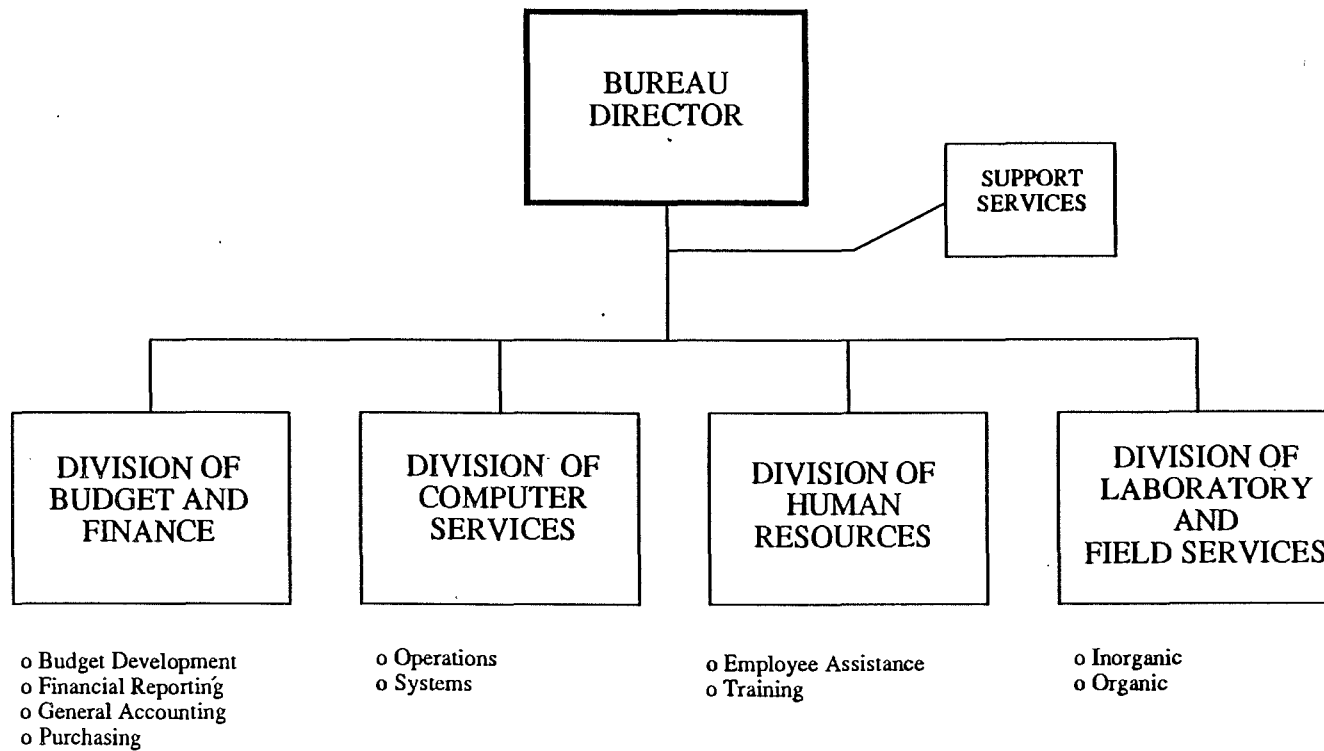 BUREAU
DIRECTOR
SUPPORT
SERVICES
DIVISION OF
BUDGET AND
FINANCE
DIVISION OF
COMPUTER
SERVICES
DIVISION OF
HUMAN
RESOURCES
DIVISION OF
LABORATORY
AND
FIELD SERVICES
o Budget Development
o Financial Reporting
o General Accounting
o Purchasing
o Operations
o Systems
o Employee Assistance
o Training
o Inorganic
o Organic